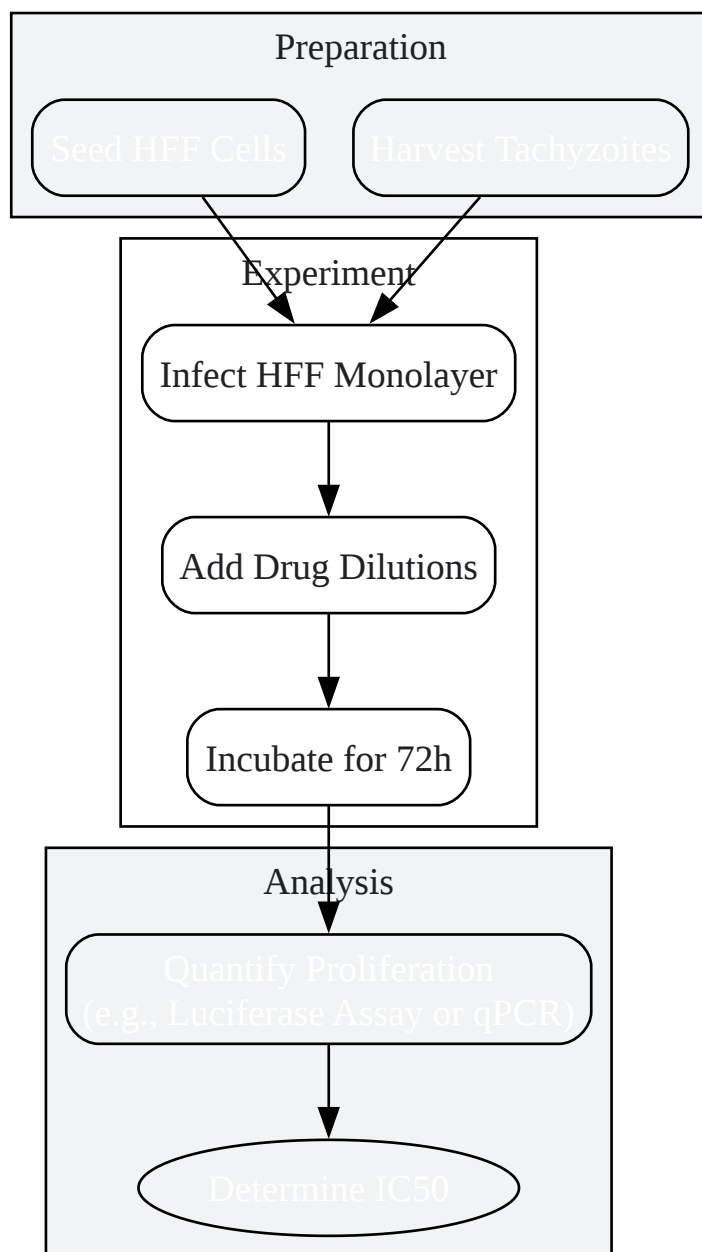 Preparation
Seed HFF Cells
Harvest Tachyzoites
Experiment
Infect HFF Monolayer
Add Drug Dilutions
Incubate for 72h
Analysis
Quantify Proliferation
(e.g., Luciferase Assay or qPCR)
Determine IC50